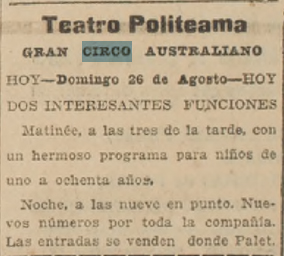 Teatro Politeama
GRAN CIRCO AUSTRALIANO
HOY—Domingo 26 de Agosto—HOY
DOS INTERESANTES FUNCIONES
Matinée, a las tres de la tarde, con
un hermoso programa para niños de
uno a ochenta años.
Noche, a las nueve en punto. Nue-
vos números por toda la compañía.
Las entradas se venden donde Palet.